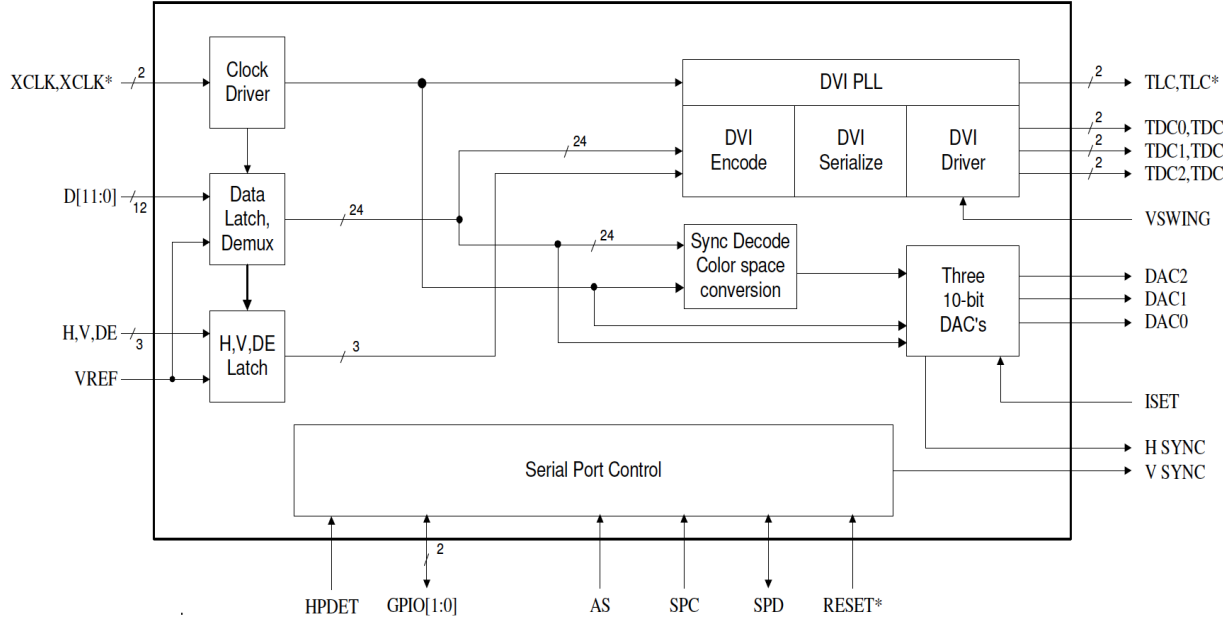 XCLK,XCLK*
2
Clock
Driver
DVI PLL
2
TLC,TLC*
DVI
Encode
DVI
Serialize
DVI
Driver
2
TDC0,TDC
2
TDC1,TDC
2
TDC2,TDC
24
D[11:0]
12
Data
Latch,
Demux
24
VSWING
24
Sync Decode
Color space
conversion
Three
10-bit
DAC's
DAC2
DAC1
DAC0
H,V,DE
3
H,V,DE
Latch
3
VREF
ISET
H SYNC
V SYNC
Serial Port Control
2
HPDET
GPIO[1:0]
AS
SPC
SPD
RESET*